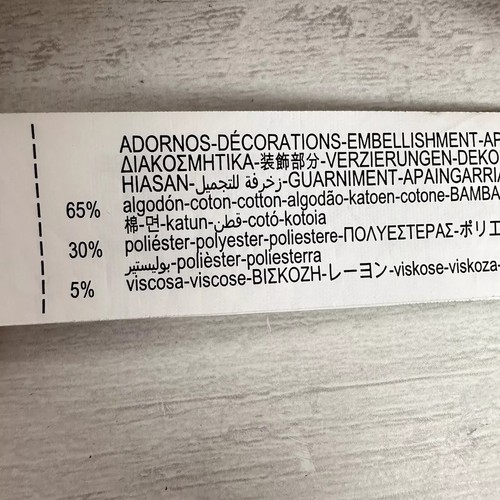 ADORNOS-DÉCORATIONS-EMBELLISHMENT-AP
ΔΙΑΚΟΣΜΗΤΙΚΑ-装飾部分-VERZIERUNGEN-DEKO
HIASAN-زخرفة للتجميل-GUARNIMENT-APAINGARRIA
65% algodón-coton-cotton-algodão-katoen-cotone-ΒΑΜΒΑ
棉-면-katun-قطن-cotó-kotoia
30% poliéster-polyester-poliestere-ΠΟΛΥΕΣΤΕΡΑΣ-ポリエ
بوليستير-polièster-poliesterra
5% viscosa-viscose-ΒΙΣΚΟΖΗ-レーヨン-viskose-viskoza-